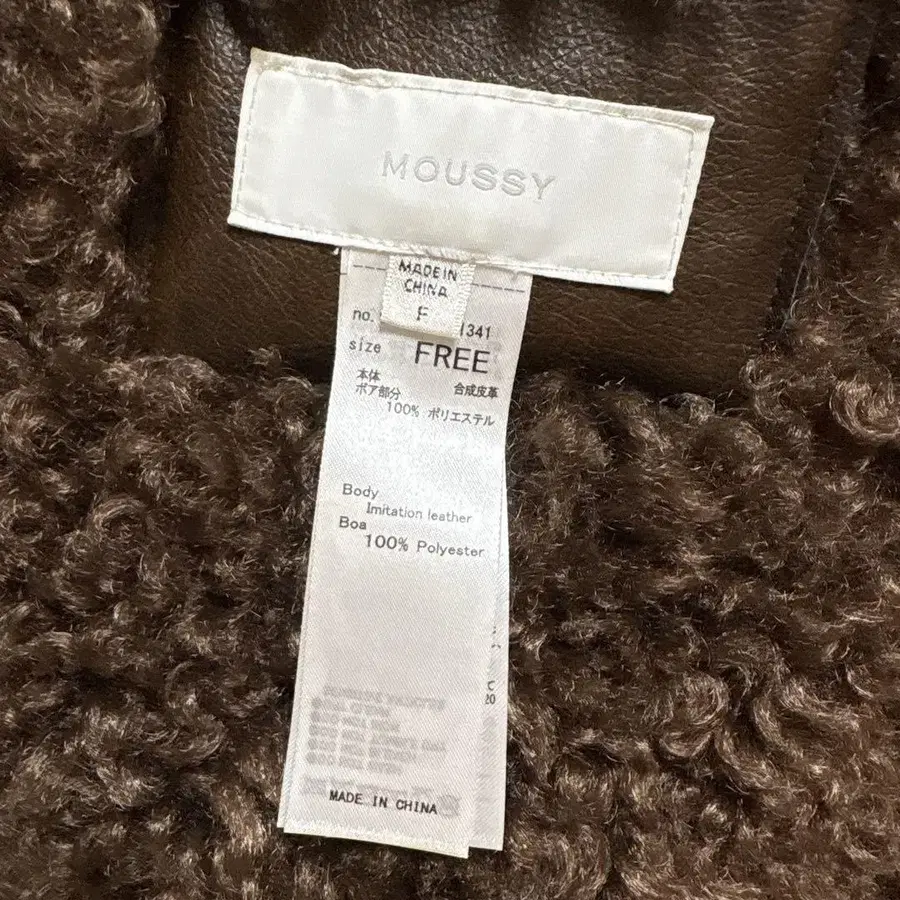 MOUSSY
MADE IN
CHINA
F
no. 1341
size FREE
本体 合成皮革
ボア部分
100% ポリエステル
Body
Imitation leather
Boa
100% Polyester
20
MADE IN CHINA